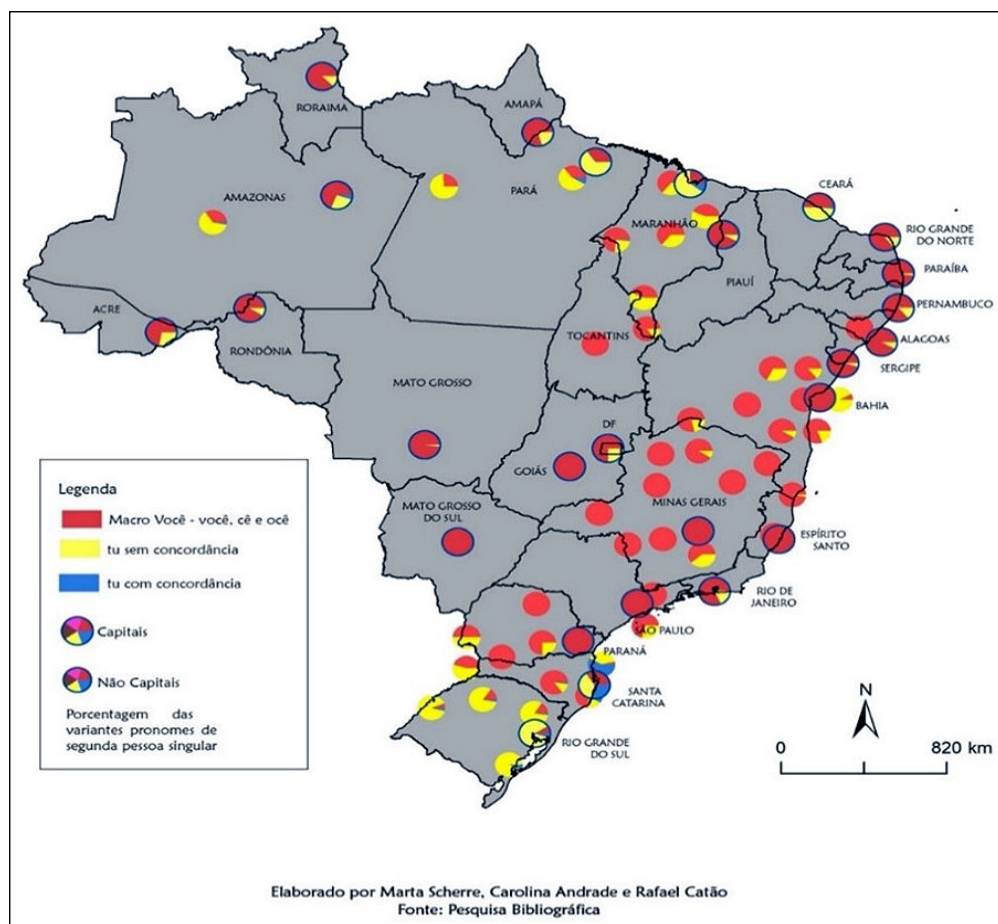 RORAIMA
AMAPÁ
AMAZONAS
PARÁ
CEARÁ
MARANHÃO
RIO GRANDE
DO NORTE
PARAÍBA
PIAUÍ
PERNAMBUCO
ACRE
RONDÔNIA
TOCANTINS
ALAGOAS
SERGIPE
MATO GROSSO
BAHIA
DF
GOIÁS
MINAS GERAIS
MATO GROSSO
DO SUL
ESPÍRITO
SANTO
RIO DE
JANEIRO
SÃO PAULO
PARANÁ
SANTA
CATARINA
RIO GRANDE
DO SUL
Legenda
Macro Você - você, cê e ocê
tu sem concordância
tu com concordância
Capitais
Não Capitais
Porcentagem das
variantes pronomes de
segunda pessoa singular
N
0 820 km
Elaborado por Marta Scherre, Carolina Andrade e Rafael Catão
Fonte: Pesquisa Bibliográfica